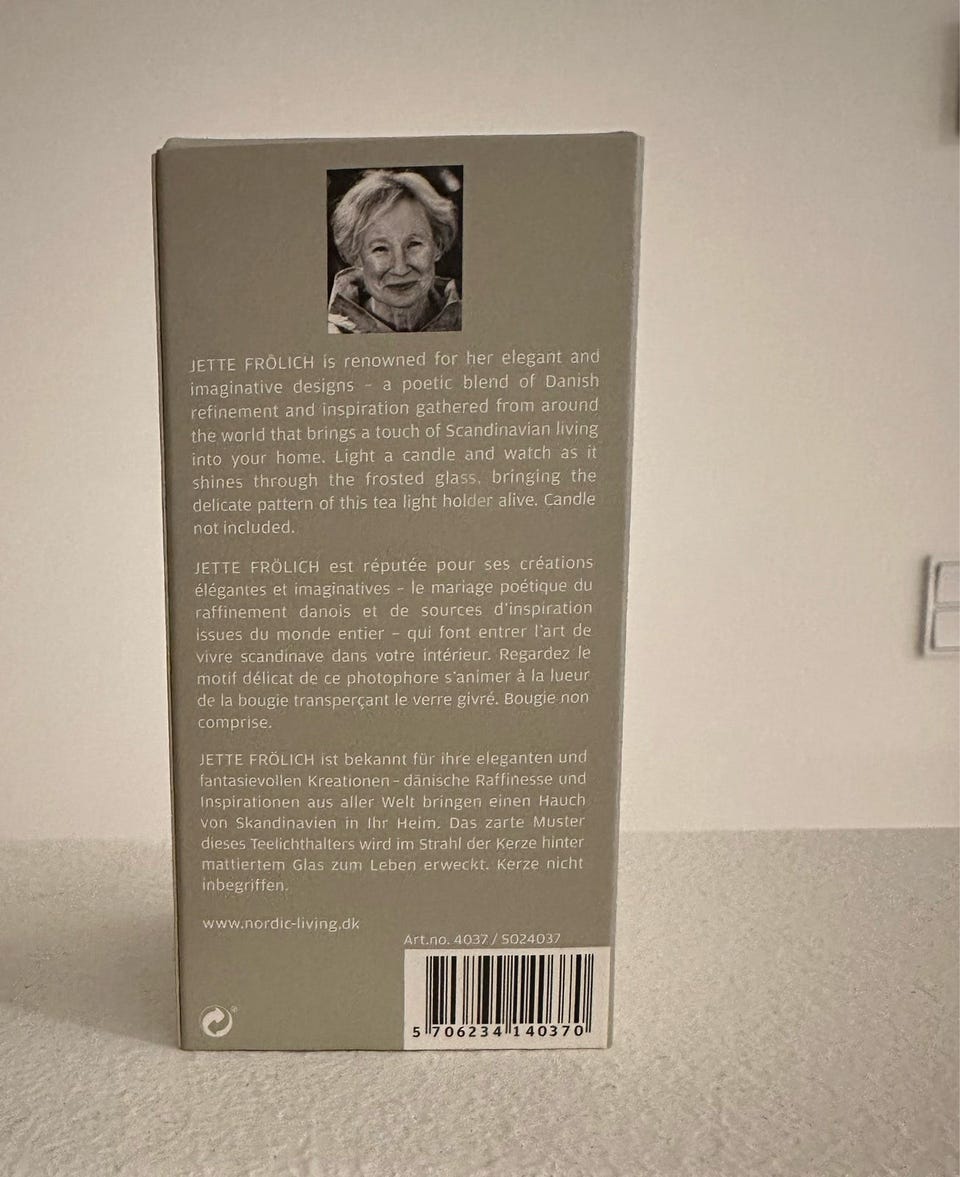 JETTE FRÖLICH is renowned for her elegant and
imaginative designs - a poetic blend of Danish
refinement and inspiration gathered from around
the world that brings a touch of Scandinavian living
into your home. Light a candle and watch as it
shines through the frosted glass, bringing the
delicate pattern of this tea light holder alive. Candle
not included.
JETTE FRÖLICH est réputée pour ses créations
élégantes et imaginatives - le mariage poétique du
raffinement danois et de sources d'inspiration
issues du monde entier - qui font entrer l'art de
vivre scandinave dans votre intérieur. Regardez le
motif délicat de ce photophore s'animer à la lueur
de la bougie transperçant le verre givré. Bougie non
comprise.
JETTE FRÖLICH ist bekannt für ihre eleganten und
fantasievollen Kreationen - dänische Raffinesse und
Inspirationen aus aller Welt bringen einen Hauch
von Skandinavien in Ihr Heim. Das zarte Muster
dieses Teelichthalters wird im Strahl der Kerze hinter
mattiertem Glas zum Leben erweckt. Kerze nicht
inbegriffen.
www.nordic-living.dk
Art.no. 4037 / S024037
5 706234 140370